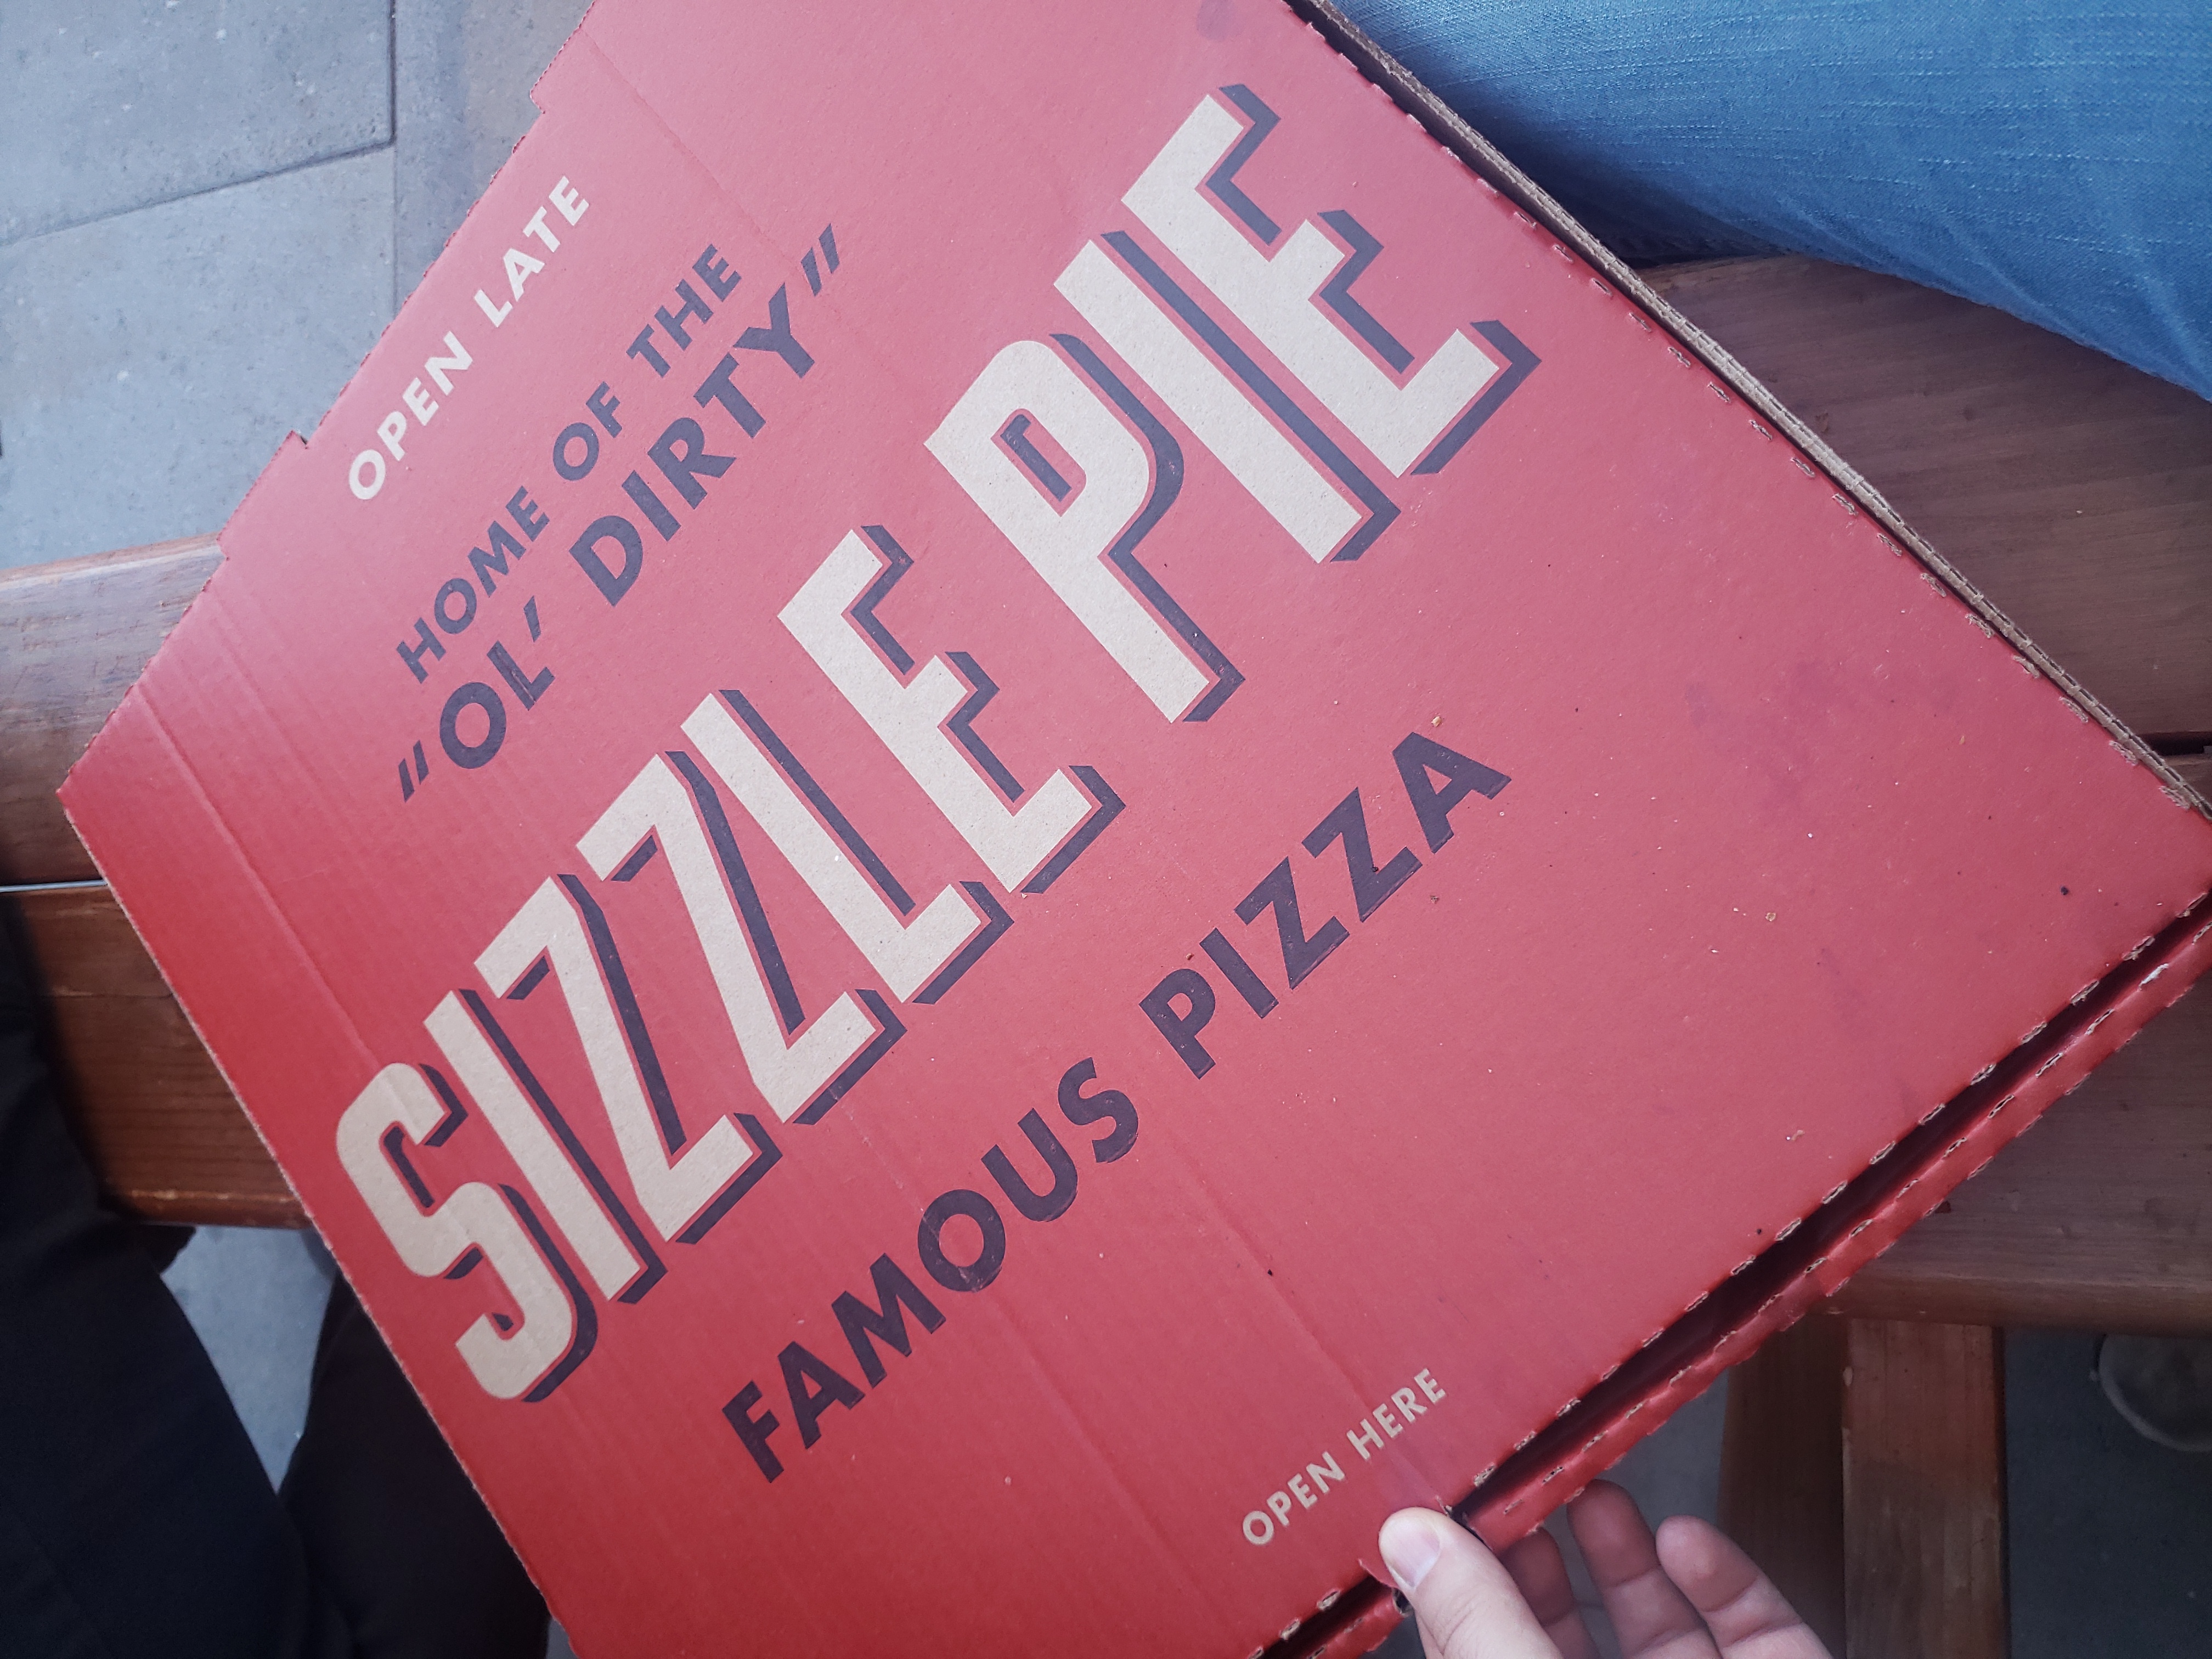 OPEN LATE
HOME OF THE
"OL' DIRTY"
SIZZLE PIE
FAMOUS PIZZA
OPEN HERE